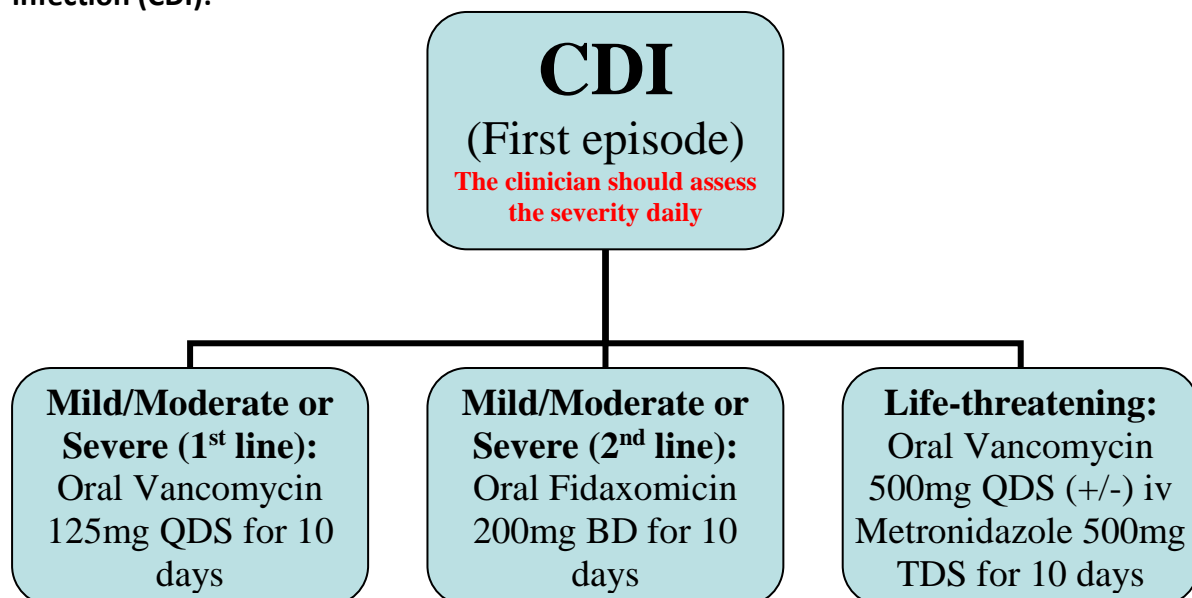 infection (CDI):
CDI
(First episode)
The clinician should assess
the severity daily
Mild/Moderate or
Severe (1st line):
Oral Vancomycin
125mg QDS for 10
days
Mild/Moderate or
Severe (2nd line):
Oral Fidaxomicin
200mg BD for 10
days
Life-threatening:
Oral Vancomycin
500mg QDS (+/-) iv
Metronidazole 500mg
TDS for 10 days